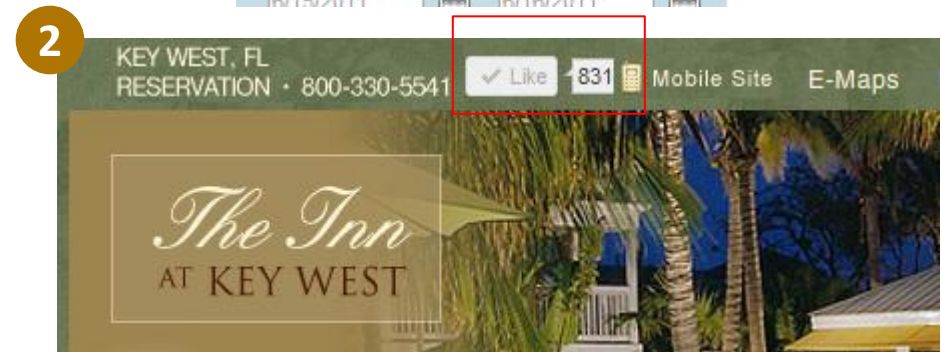 2
KEY WEST, FL
RESERVATION · 800-330-5541
Like 831 Mobile Site E-Maps
The Inn
AT KEY WEST